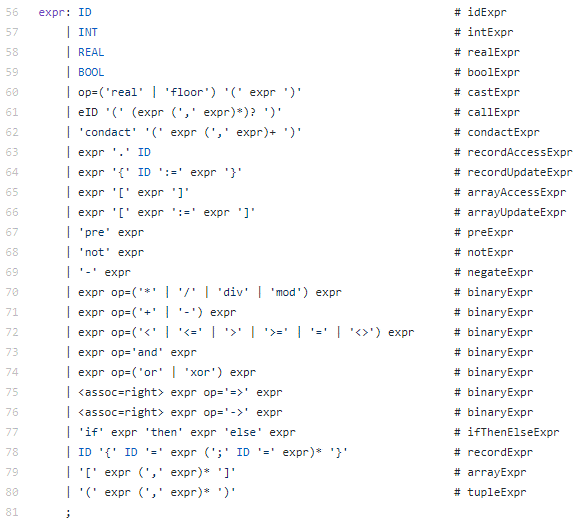 56 expr: ID # idExpr
57 | INT # intExpr
58 | REAL # realExpr
59 | BOOL # boolExpr
60 | op=('real' | 'floor') '(' expr ')' # castExpr
61 | eID '(' (expr (',' expr)*)? ')' # callExpr
62 | 'condact' '(' expr (',' expr)+ ')' # condactExpr
63 | expr '.' ID # recordAccessExpr
64 | expr '{' ID ':=' expr '}' # recordUpdateExpr
65 | expr '[' expr ']' # arrayAccessExpr
66 | expr '[' expr ':=' expr ']' # arrayUpdateExpr
67 | 'pre' expr # preExpr
68 | 'not' expr # notExpr
69 | '-' expr # negateExpr
70 | expr op=('*' | '/' | 'div' | 'mod') expr # binaryExpr
71 | expr op=('+' | '-') expr # binaryExpr
72 | expr op=('<' | '<=' | '>' | '>=' | '=' | '<>') expr # binaryExpr
73 | expr op='and' expr # binaryExpr
74 | expr op=('or' | 'xor') expr # binaryExpr
75 | <assoc=right> expr op='=>' expr # binaryExpr
76 | <assoc=right> expr op='->' expr # binaryExpr
77 | 'if' expr 'then' expr 'else' expr # ifThenElseExpr
78 | ID '{' ID '=' expr (';' ID '=' expr)* '}' # recordExpr
79 | '[' expr (',' expr)* ']' # arrayExpr
80 | '(' expr (',' expr)* ')' # tupleExpr
81 ;